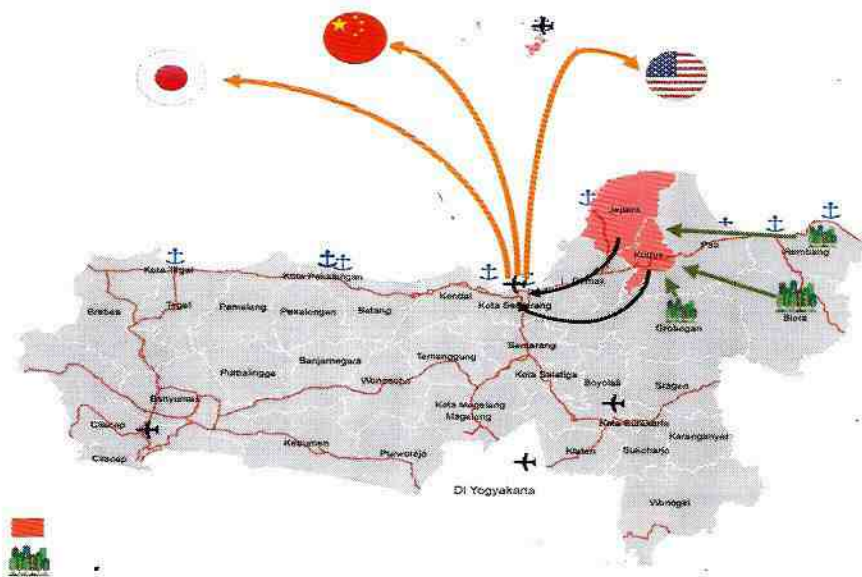 Jepara
Kudus
Pati
Rembang
Kota Tegal
Kota Pekalongan
Kendal
Demak
Kota Semarang
Brebes
Tegal
Pemalang
Pekalongan
Batang
Grobogan
Blora
Semarang
Purbalingga
Banjarnegara
Temanggung
Wonosobo
Kota Salatiga
Boyolali
Sragen
Banyumas
Kota Magelang
Magelang
Cilacap
Kota Surakarta
Karanganyar
Cilacap
Kebumen
Purworejo
Klaten
Sukoharjo
DI Yogyakarta
Wonogiri